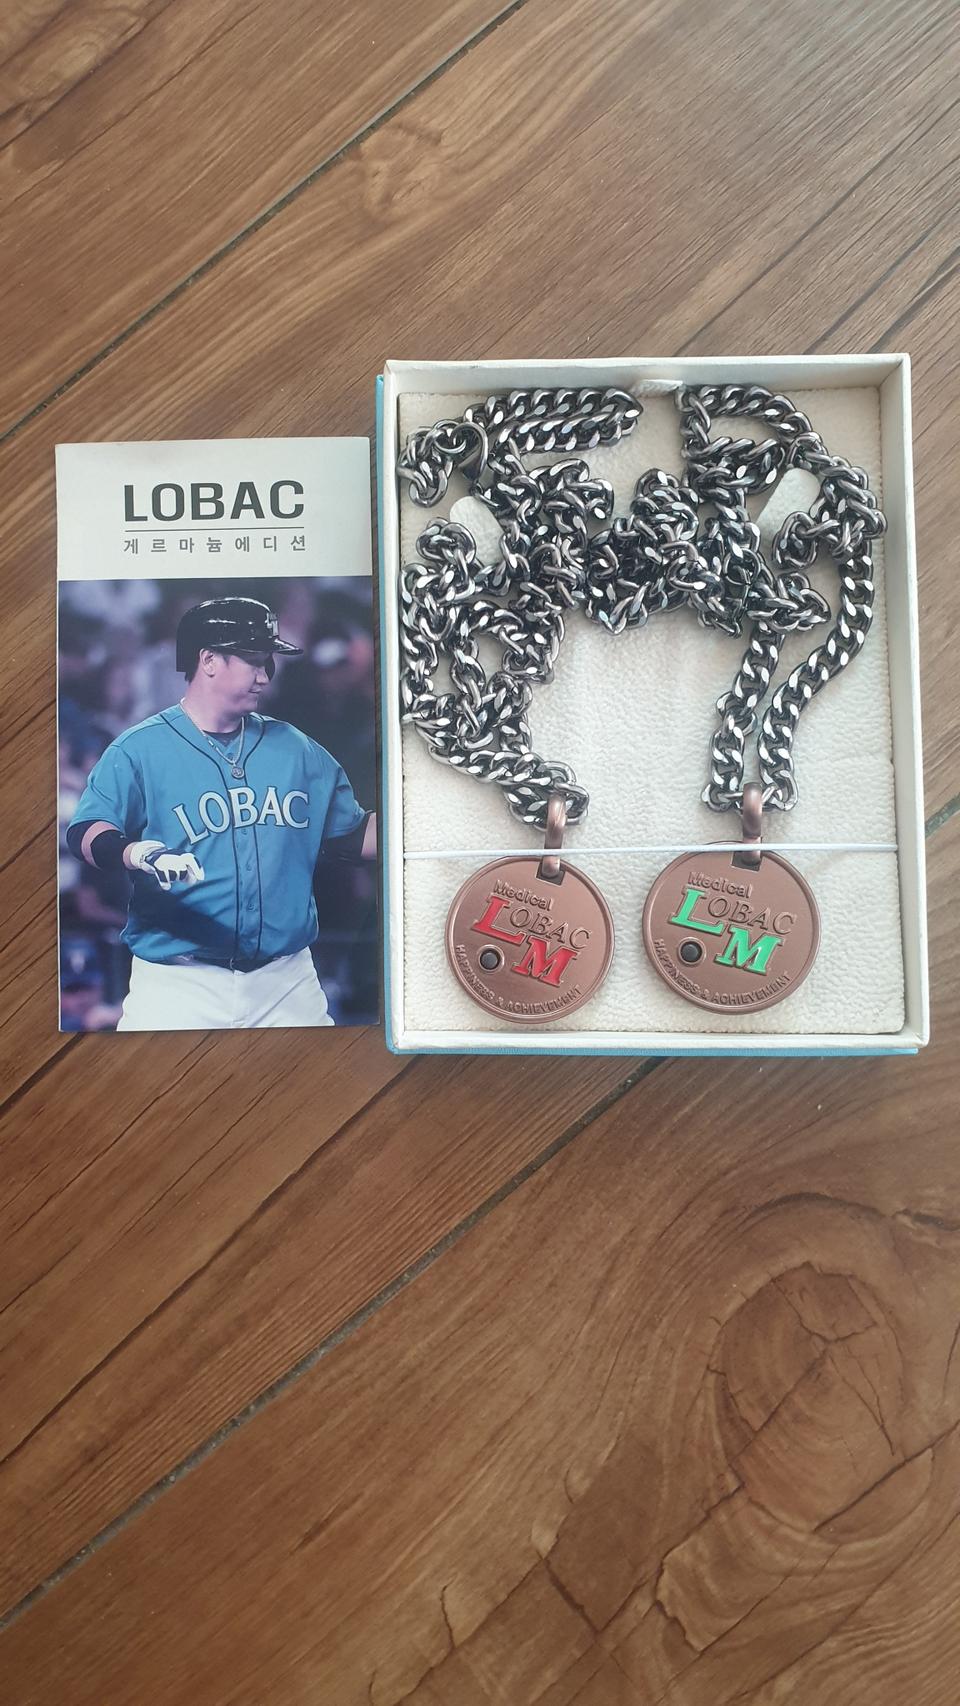 LOBAC
게르마늄에디션
LOBAC
Medical
LOBAC
LM
HAPPINESS & ACHIEVEMENT
Medical
LOBAC
LM
HAPPINESS & ACHIEVEMENT